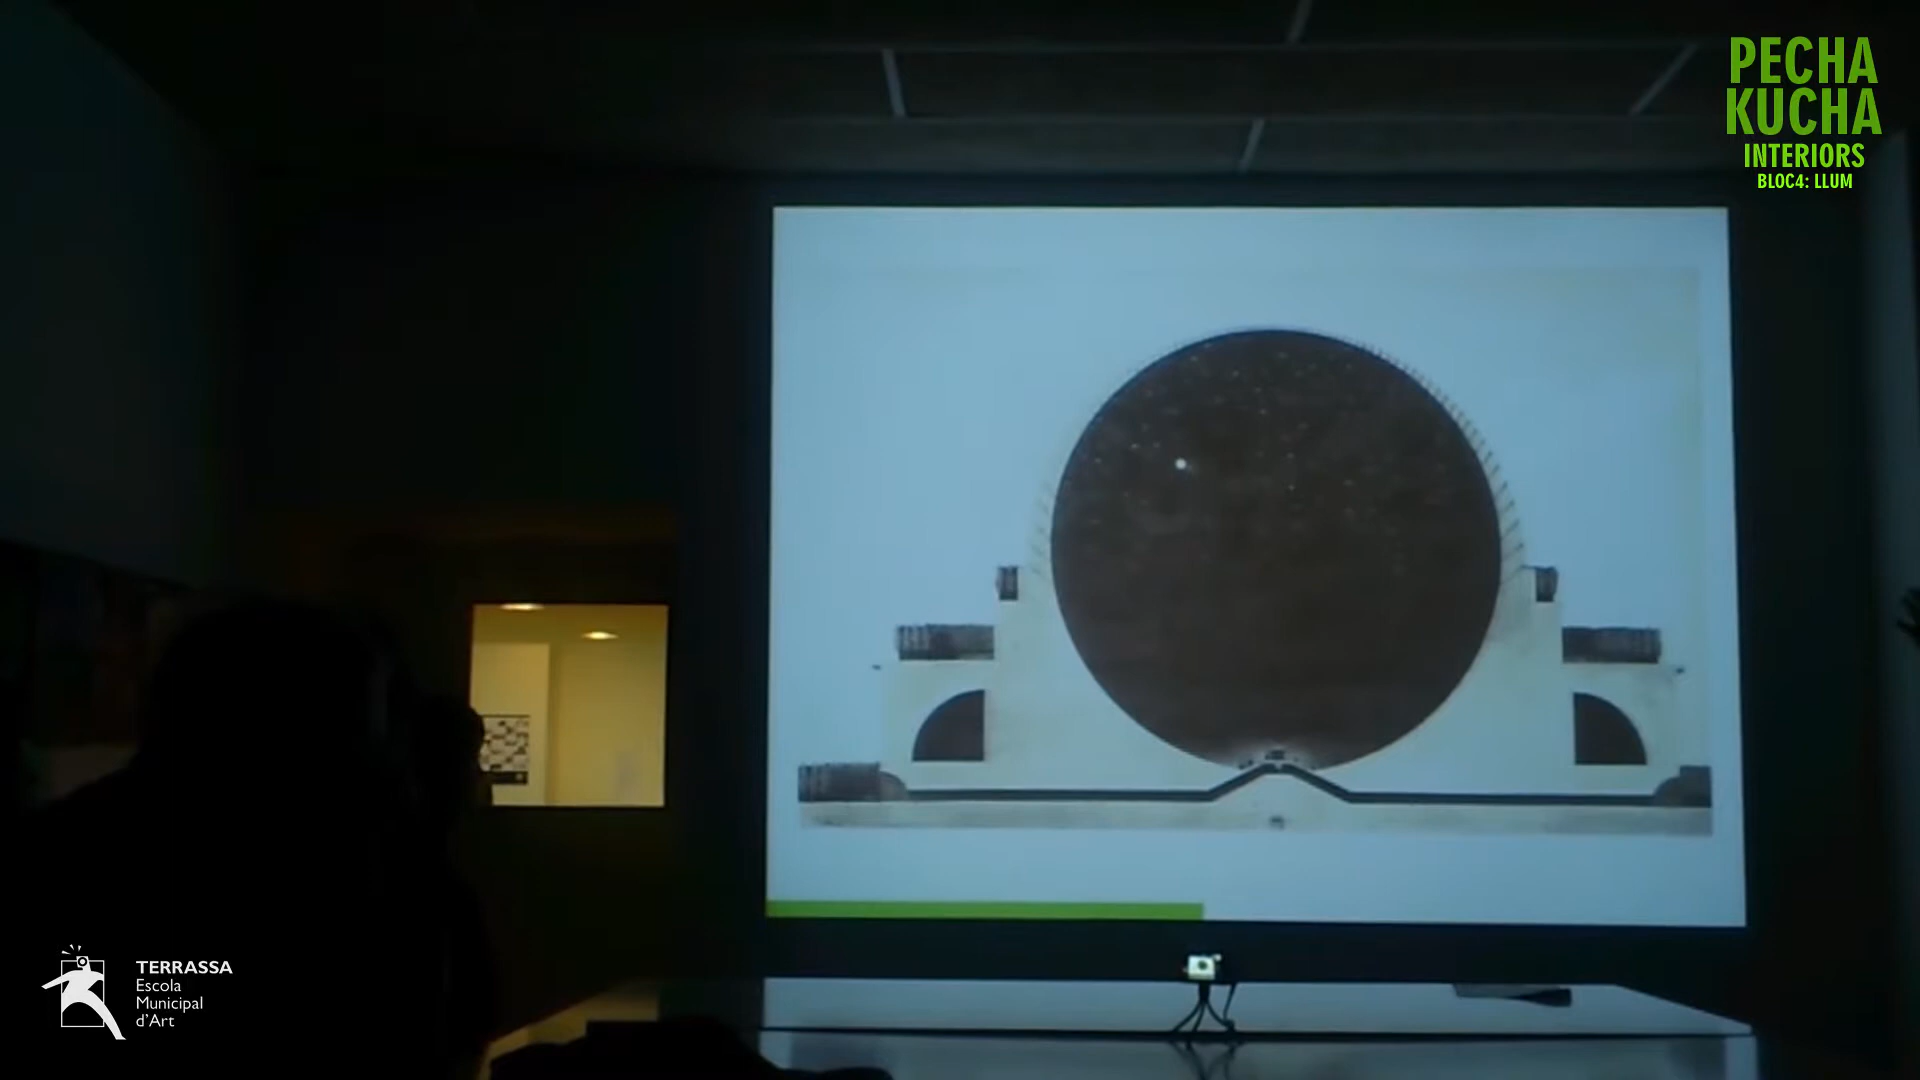 PECHA
KUCHA
INTERIORS
BLOC4: LLUM
TERRASSA
Escola
Municipal
d'Art